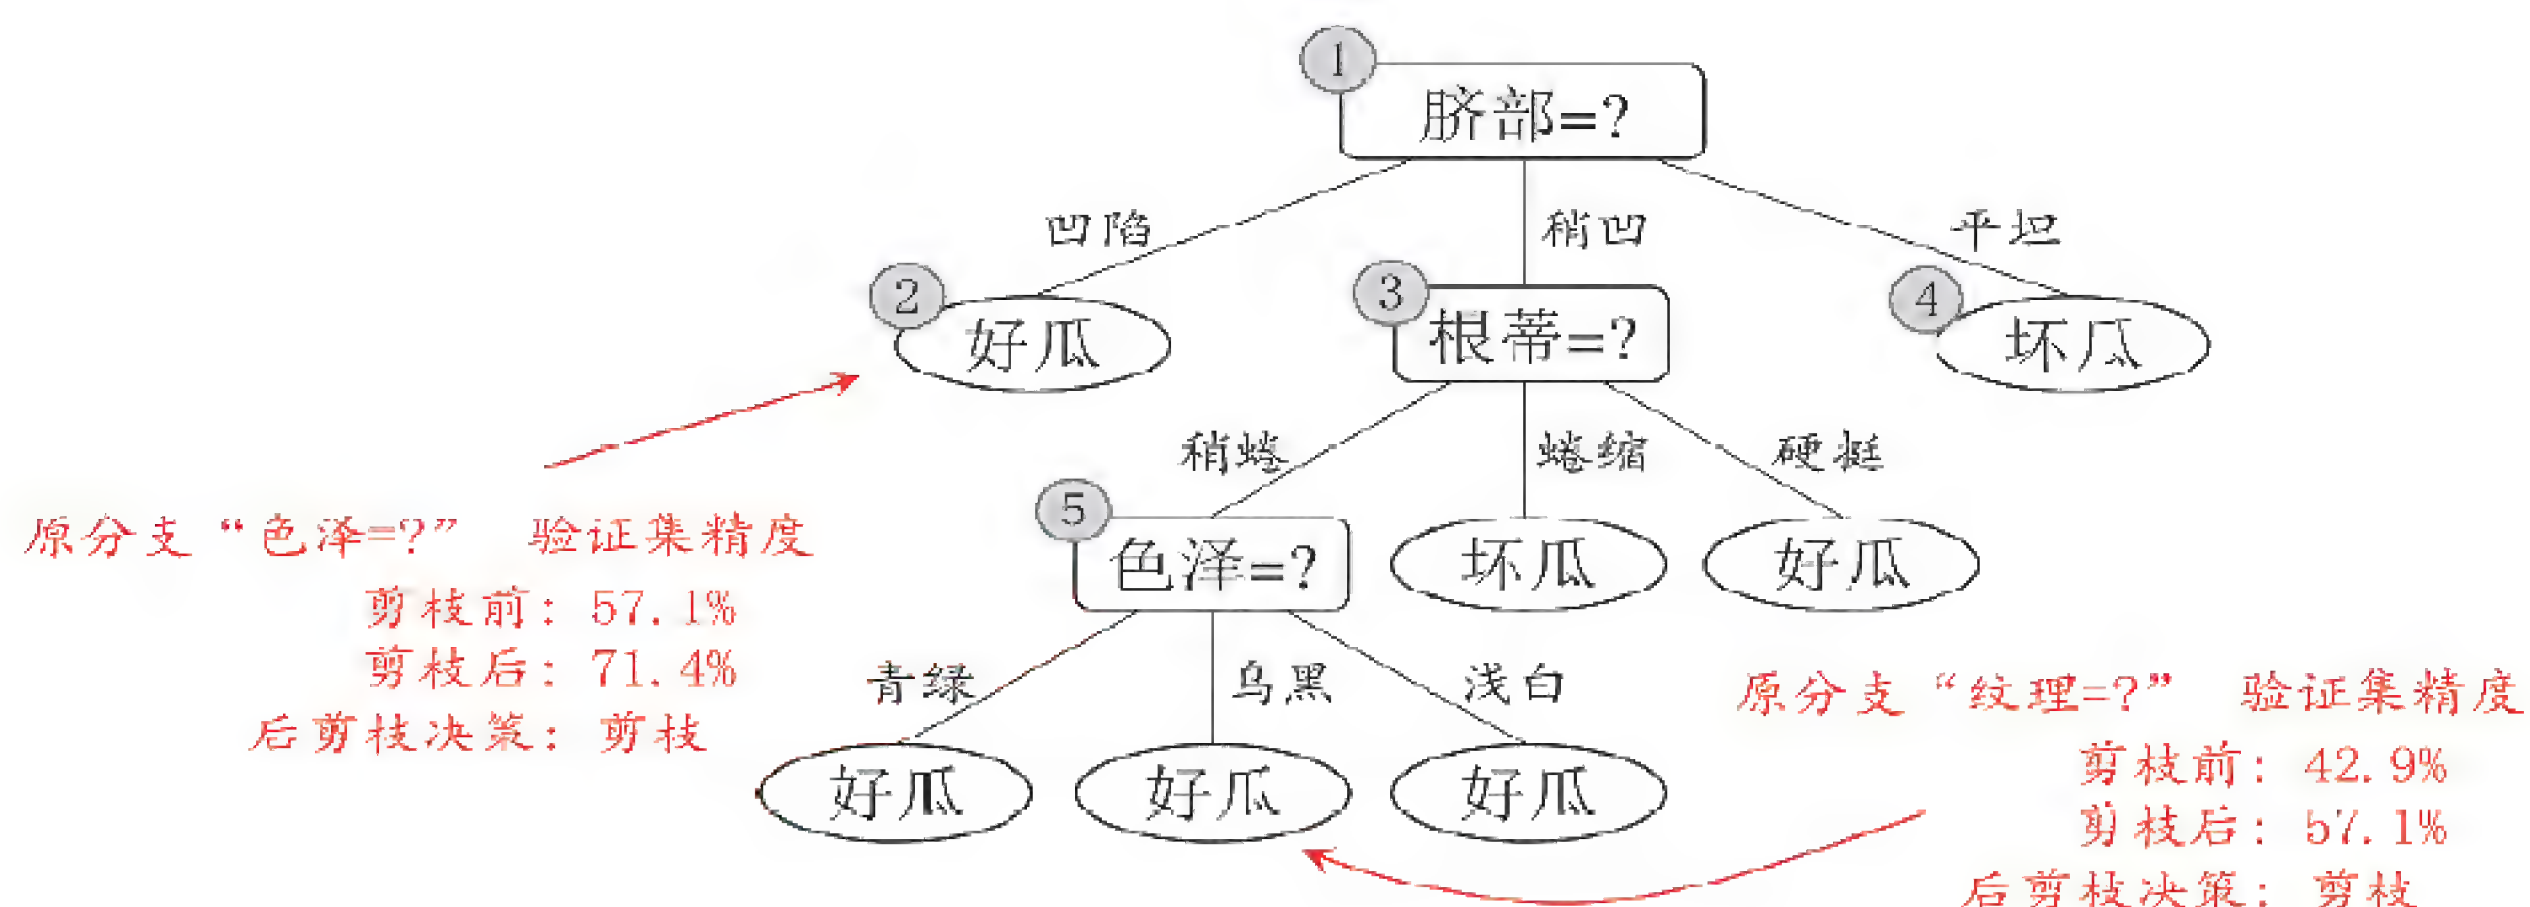 1
脐部=?
凹陷
稍凹
平坦
2
好瓜
3
根蒂=?
4
坏瓜
稍蜷
蜷缩
硬挺
5
色泽=?
坏瓜
好瓜
原分支“色泽=?” 验证集精度
剪枝前: 57.1%
剪枝后: 71.4%
后剪枝决策: 剪枝
青绿
乌黑
浅白
好瓜
好瓜
好瓜
原分支“纹理=?” 验证集精度
剪枝前: 42.9%
剪枝后: 57.1%
后剪枝决策: 剪枝